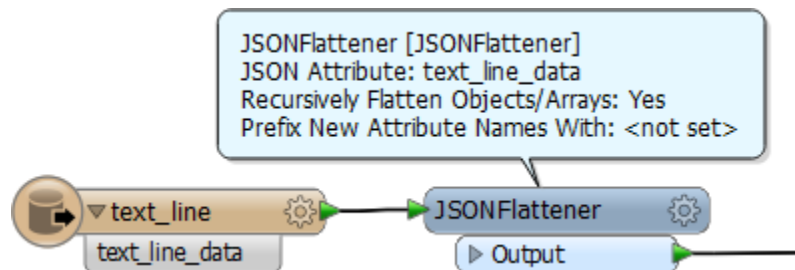 JSONFlattener [JSONFlattener]
JSON Attribute: text_line_data
Recursively Flatten Objects/Arrays: Yes
Prefix New Attribute Names With: <not set>
text_line
JSONFlattener
text_line_data
Output